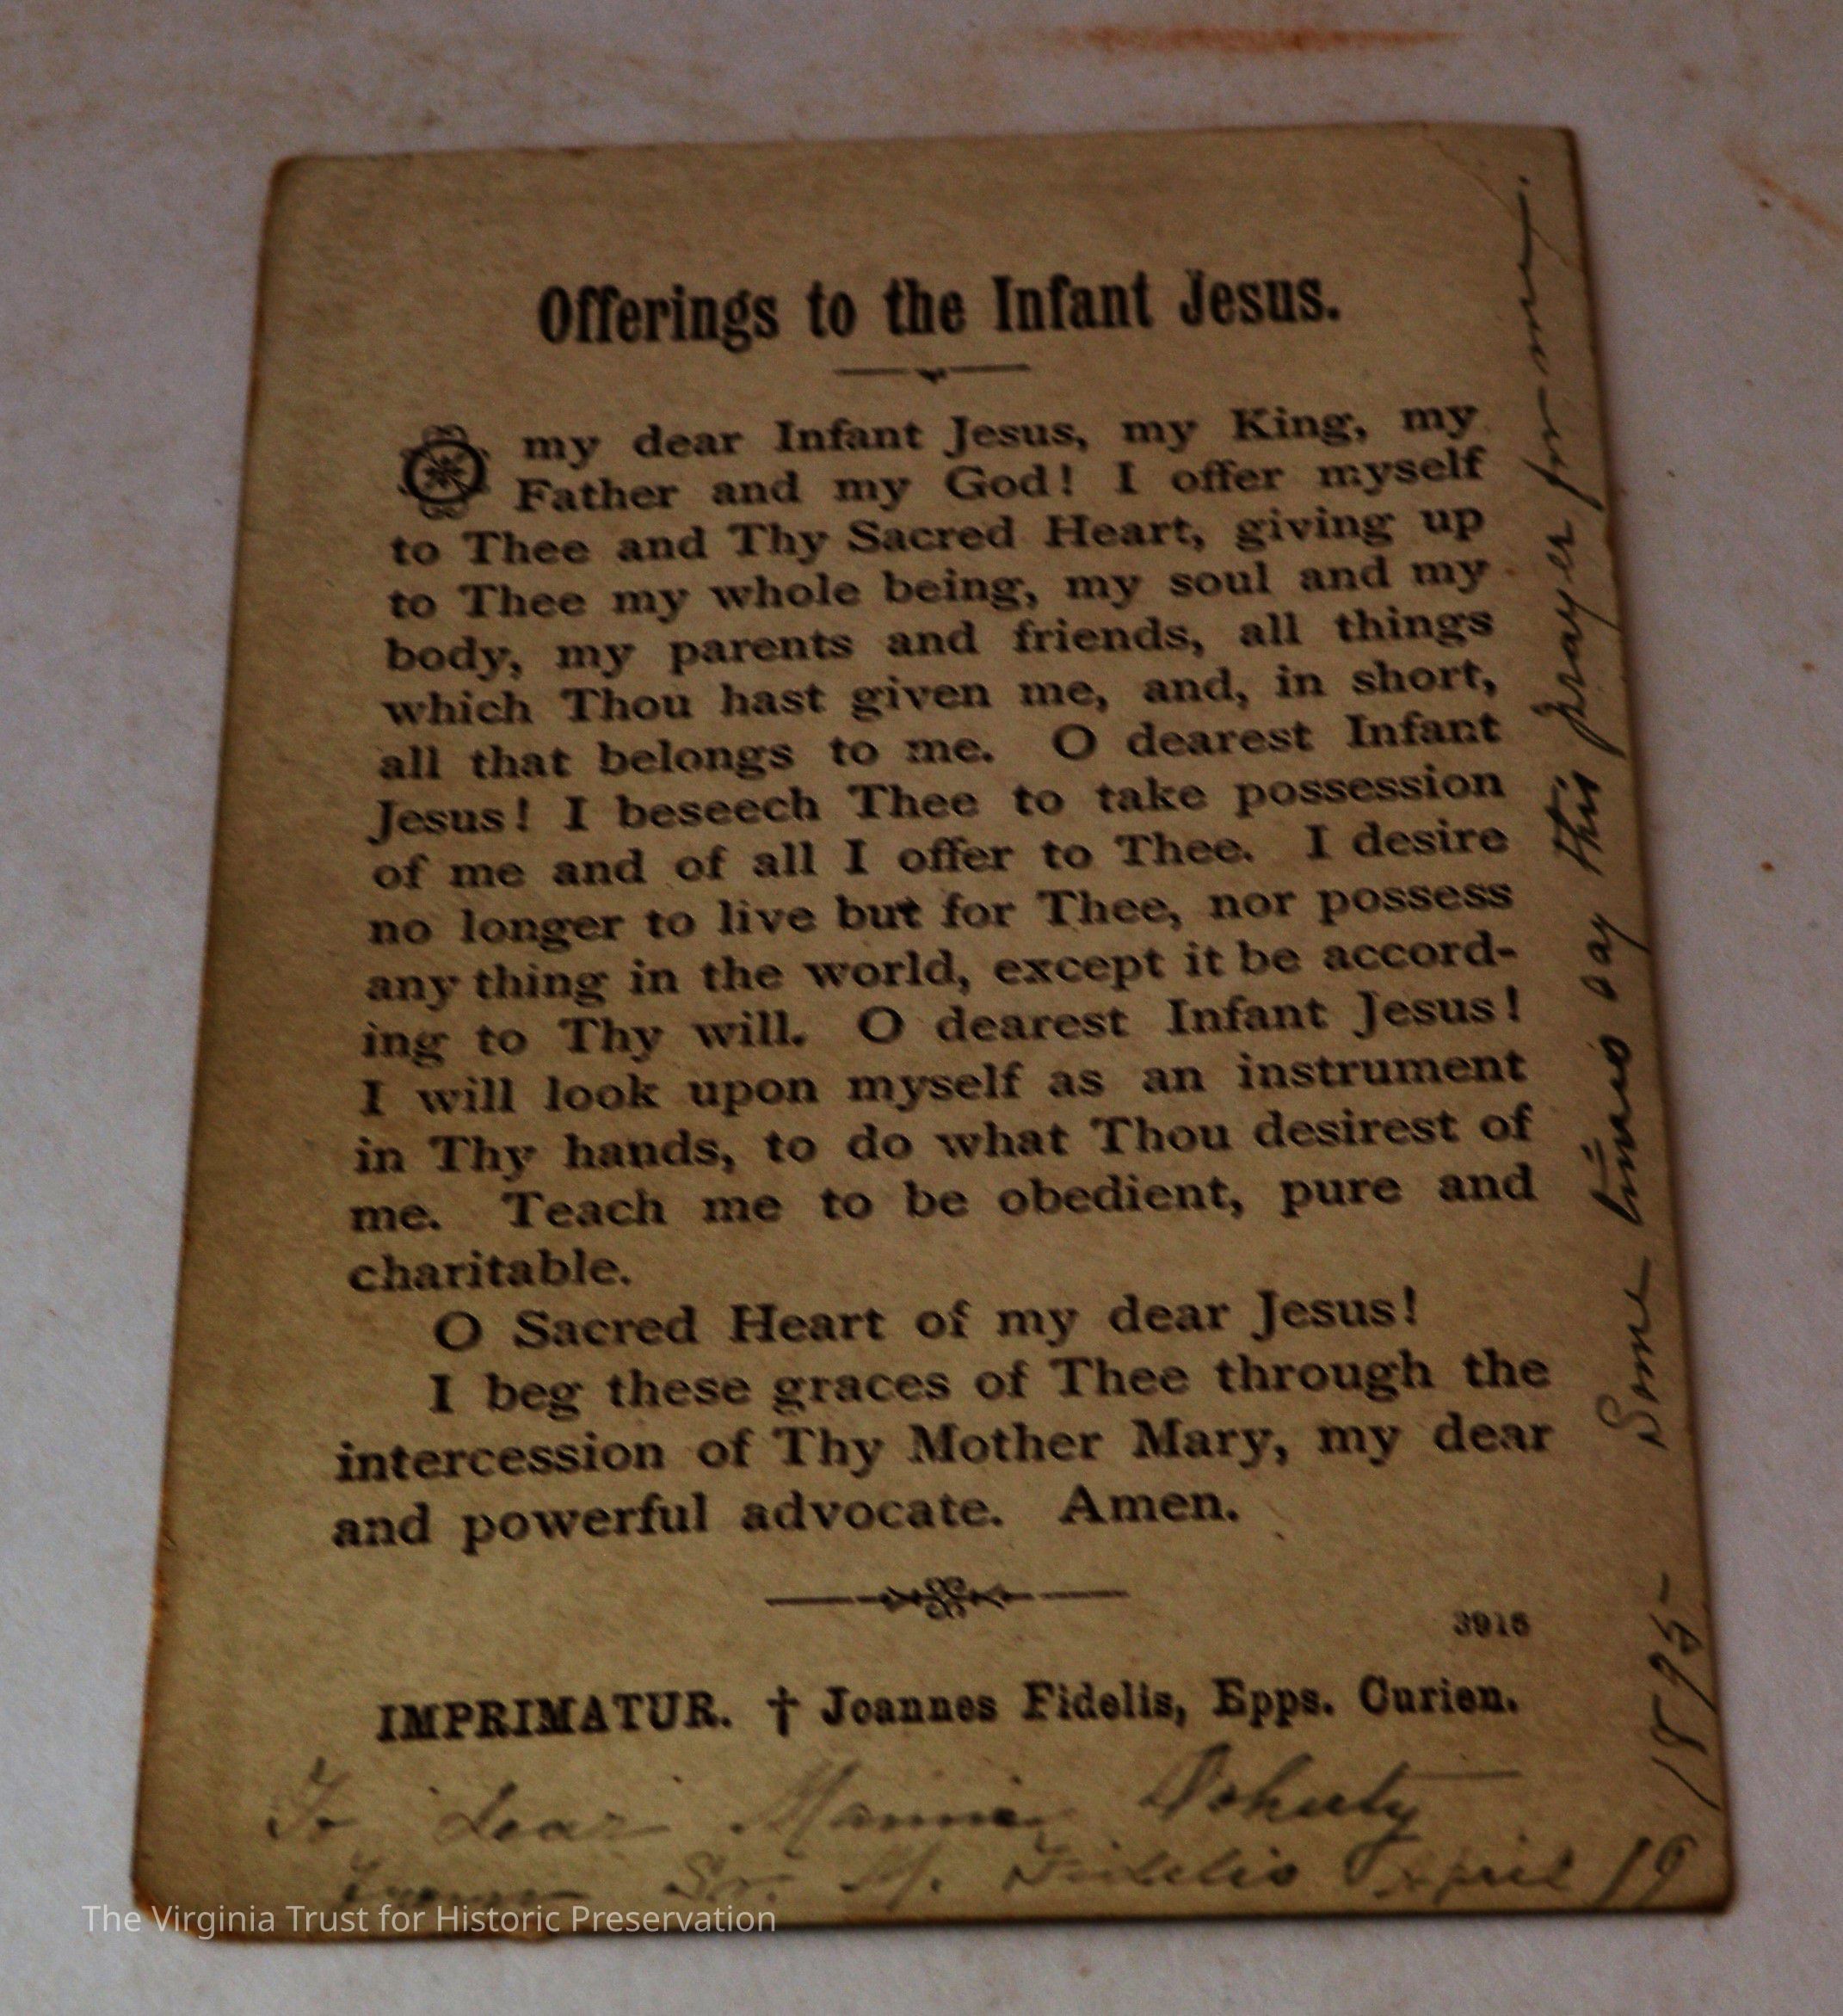 Offerings to the Infant Jesus.
O my dear Infant Jesus, my King, my
Father and my God! I offer myself
to Thee and Thy Sacred Heart, giving up
to Thee my whole being, my soul and my
body, my parents and friends, all things
which Thou hast given me, and, in short,
all that belongs to me. O dearest Infant
Jesus! I beseech Thee to take possession
of me and of all I offer to Thee. I desire
no longer to live but for Thee, nor possess
any thing in the world, except it be accord-
ing to Thy will. O dearest Infant Jesus!
I will look upon myself as an instrument
in Thy hands, to do what Thou desirest of
me. Teach me to be obedient, pure and
charitable.
O Sacred Heart of my dear Jesus!
I beg these graces of Thee through the
intercession of Thy Mother Mary, my dear
and powerful advocate. Amen.
3916
IMPRIMATUR. † Joannes Fidelis, Epps. Curien.
To dear Mannie Doherty
From Sr. M. Fidelis April 19
1895
Some times say this prayer for me.
The Virginia Trust for Historic Preservation